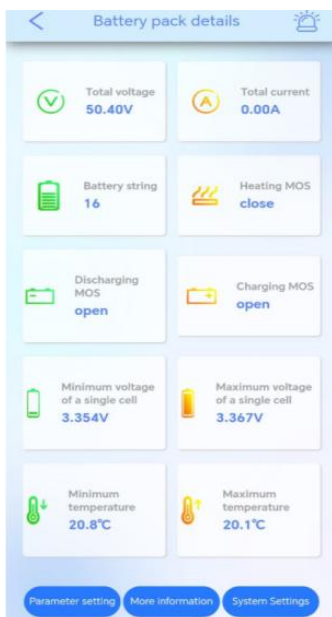 Battery pack details
Total voltage
50.40V
Total current
0.00A
Battery string
16
Heating MOS
close
Discharging
MOS
open
Charging MOS
open
Minimum voltage
of a single cell
3.354V
Maximum voltage
of a single cell
3.367V
Minimum
temperature
20.8℃
Maximum
temperature
20.1℃
Parameter setting
More information
System Settings